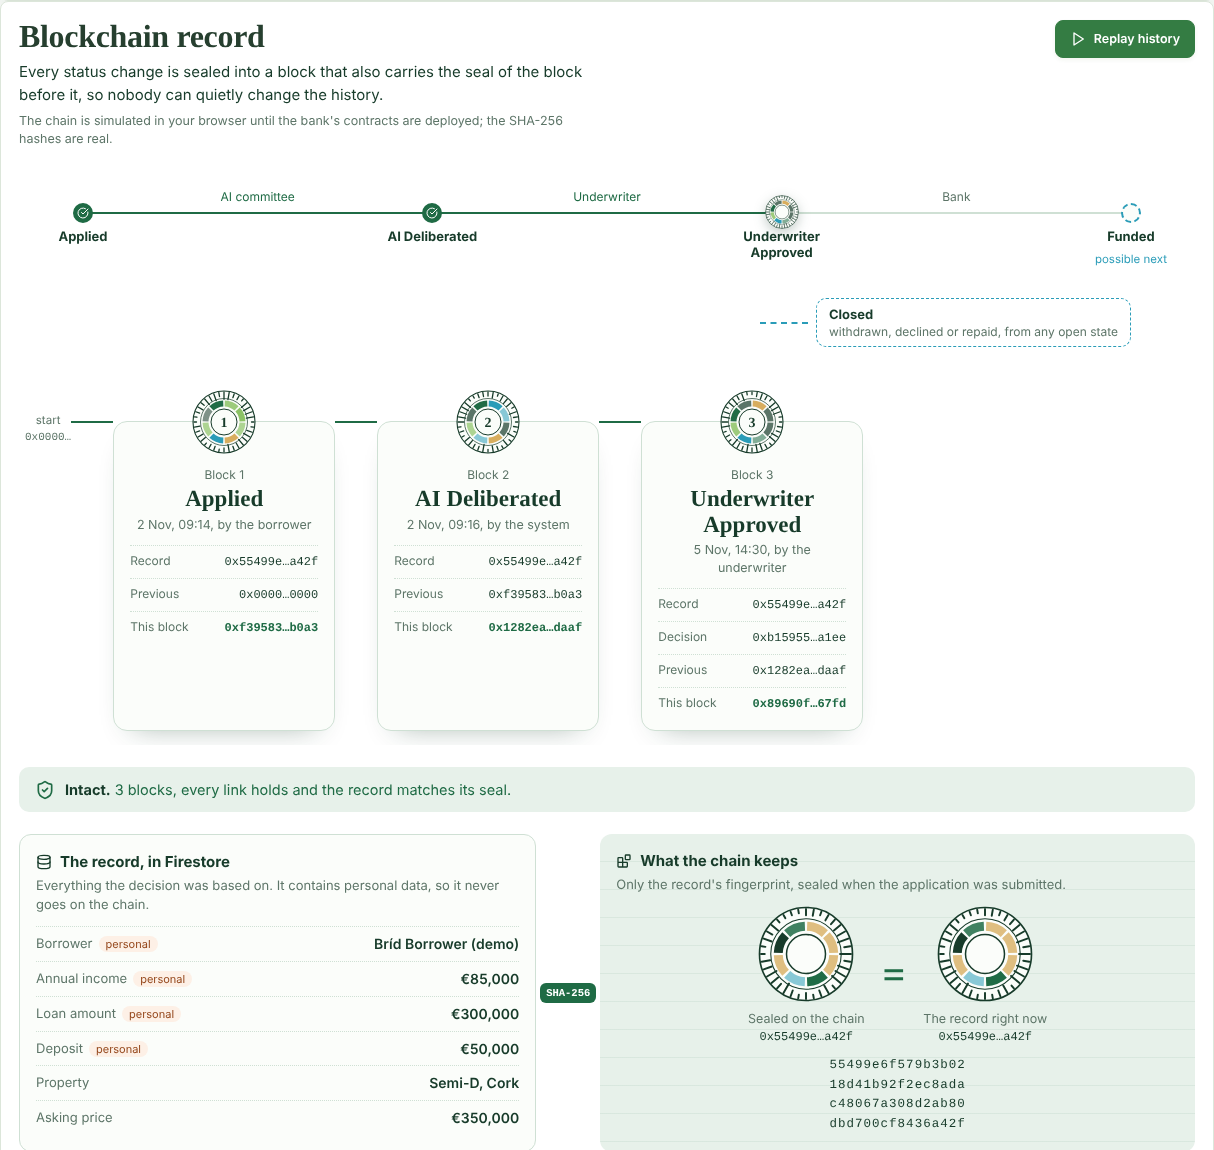 Blockchain record
Replay history
Every status change is sealed into a block that also carries the seal of the block
before it, so nobody can quietly change the history.
The chain is simulated in your browser until the bank's contracts are deployed; the SHA-256
hashes are real.
AI committee
Underwriter
Bank
Applied
AI Deliberated
Underwriter
Approved
Funded
possible next
Closed
withdrawn, declined or repaid, from any open state
start
0x0000…
1
Block 1
Applied
2 Nov, 09:14, by the borrower
Record 0x55499e…a42f
Previous 0x0000…0000
This block 0xf39583…b0a3
2
Block 2
AI Deliberated
2 Nov, 09:16, by the system
Record 0x55499e…a42f
Previous 0xf39583…b0a3
This block 0x1282ea…daaf
3
Block 3
Underwriter
Approved
5 Nov, 14:30, by the
underwriter
Record 0x55499e…a42f
Decision 0xb15955…a1ee
Previous 0x1282ea…daaf
This block 0x89690f…67fd
Intact. 3 blocks, every link holds and the record matches its seal.
The record, in Firestore
Everything the decision was based on. It contains personal data, so it never
goes on the chain.
Borrower personal Bríd Borrower (demo)
Annual income personal €85,000
Loan amount personal €300,000
Deposit personal €50,000
Property Semi-D, Cork
Asking price €350,000
SHA-256
What the chain keeps
Only the record's fingerprint, sealed when the application was submitted.
=
Sealed on the chain
0x55499e…a42f
The record right now
0x55499e…a42f
55499e6f579b3b02
18d41b92f2ec8ada
c48067a308d2ab80
dbd700cf8436a42f